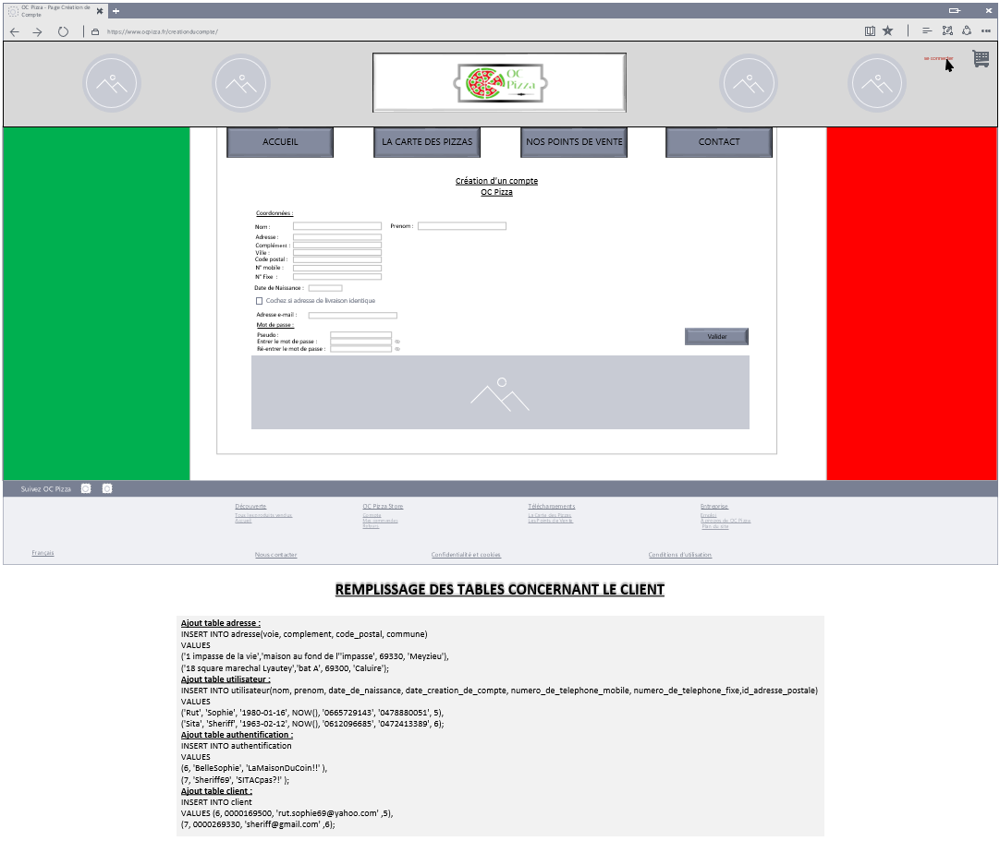 OC Pizza - Page Création de
Compte
https://www.ocpizza.fr/creationducompte/
se connecter
OC
Pizza
ACCUEIL
LA CARTE DES PIZZAS
NOS POINTS DE VENTE
CONTACT
Création d'un compte
OC Pizza
Coordonnées :
Nom :
Prenom :
Adresse :
Complément :
Ville :
Code postal :
N° mobile :
N° Fixe :
Date de Naissance :
Cochez si adresse de livraison identique
Adresse e-mail :
Mot de passe :
Pseudo :
Entrer le mot de passe :
Ré-entrer le mot de passe :
Valider
Suivez OC Pizza
Découverte
OC Pizza Store
Téléchargements
Entreprise
Tous les produits vendus
Accueil
Compte
Mes commandes
Retours
La Carte des Pizzas
Les Points de Vente
Emploi
A propos de OC Pizza
Plan du site
Français
Nous contacter
Confidentialité et cookies
Conditions d'utilisation
REMPLISSAGE DES TABLES CONCERNANT LE CLIENT
Ajout table adresse :
INSERT INTO adresse(voie, complement, code_postal, commune)
VALUES
('1 impasse de la vie','maison au fond de l''impasse', 69330, 'Meyzieu'),
('18 square marechal Lyautey','bat A', 69300, 'Caluire');
Ajout table utilisateur :
INSERT INTO utilisateur(nom, prenom, date_de_naissance, date_creation_de_compte, numero_de_telephone_mobile, numero_de_telephone_fixe,id_adresse_postale)
VALUES
('Rut', 'Sophie', '1980-01-16', NOW(), '0665729143', '0478880051', 5),
('Sita', 'Sheriff', '1963-02-12', NOW(), '0612096685', '0472413389', 6);
Ajout table authentification :
INSERT INTO authentification
VALUES
(6, 'BelleSophie', 'LaMaisonDuCoin!!' ),
(7, 'Sheriff69', 'SITACpas?!' );
Ajout table client :
INSERT INTO client
VALUES (6, 0000169500, 'rut.sophie69@yahoo.com' ,5),
(7, 0000269330, 'sheriff@gmail.com' ,6);